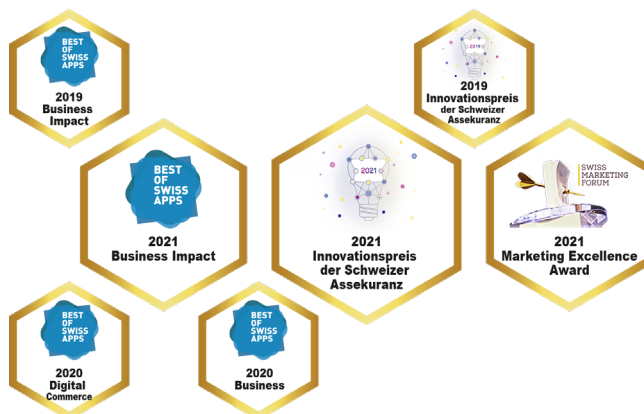 BEST
OF
SWISS
APPS
2019
Business
Impact
2019
2019
Innovationspreis
der Schweizer
Assekuranz
BEST
OF
SWISS
APPS
2021
Business Impact
2021
2021
Innovationspreis
der Schweizer
Assekuranz
SWISS
MARKETING
FORUM
2021
Marketing Excellence
Award
BEST
OF
SWISS
APPS
2020
Digital
Commerce
BEST
OF
SWISS
APPS
2020
Business